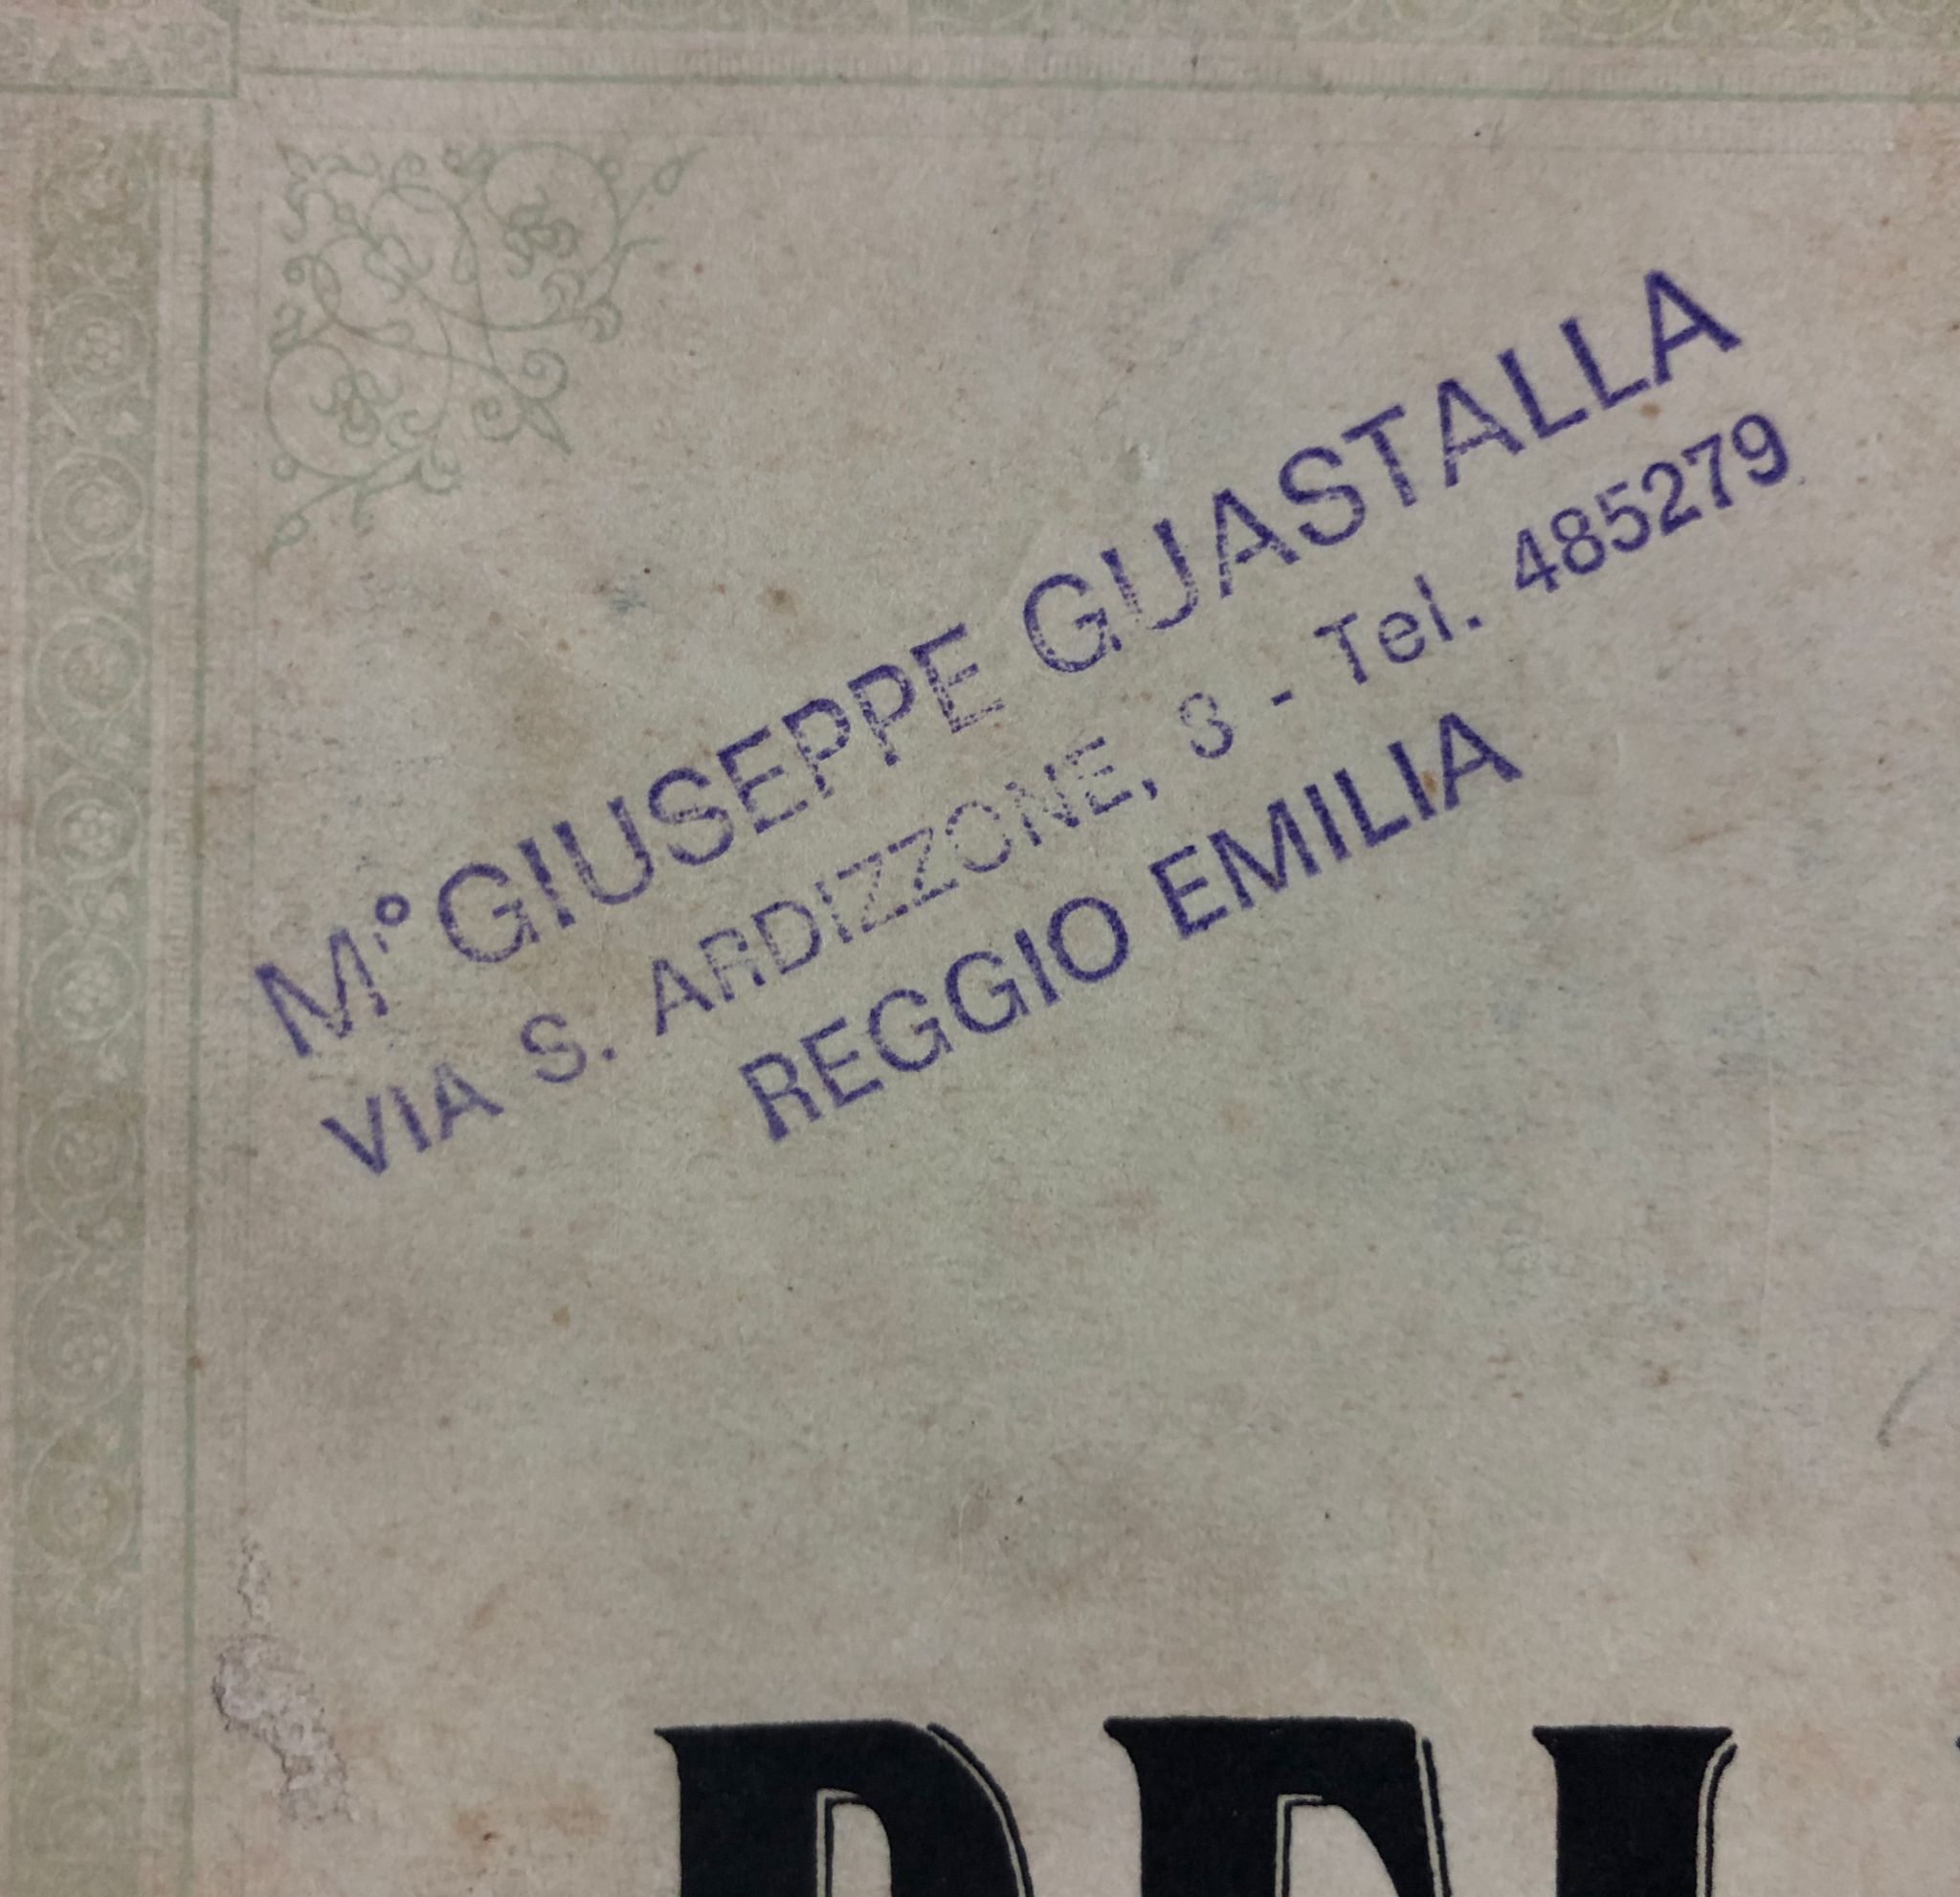 M° GIUSEPPE GUASTALLA
VIA S. ARDIZZONE, 3 - Tel. 485279
REGGIO EMILIA